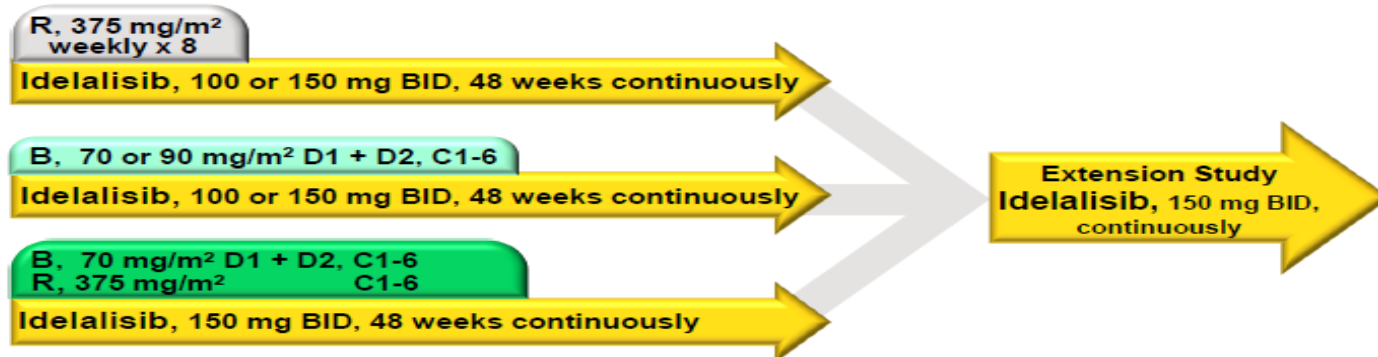 R, 375 mg/m²
weekly x 8
Idelalisib, 100 or 150 mg BID, 48 weeks continuously
B, 70 or 90 mg/m² D1 + D2, C1-6
Idelalisib, 100 or 150 mg BID, 48 weeks continuously
B, 70 mg/m² D1 + D2, C1-6
R, 375 mg/m² C1-6
Idelalisib, 150 mg BID, 48 weeks continuously
Extension Study
Idelalisib, 150 mg BID,
continuously